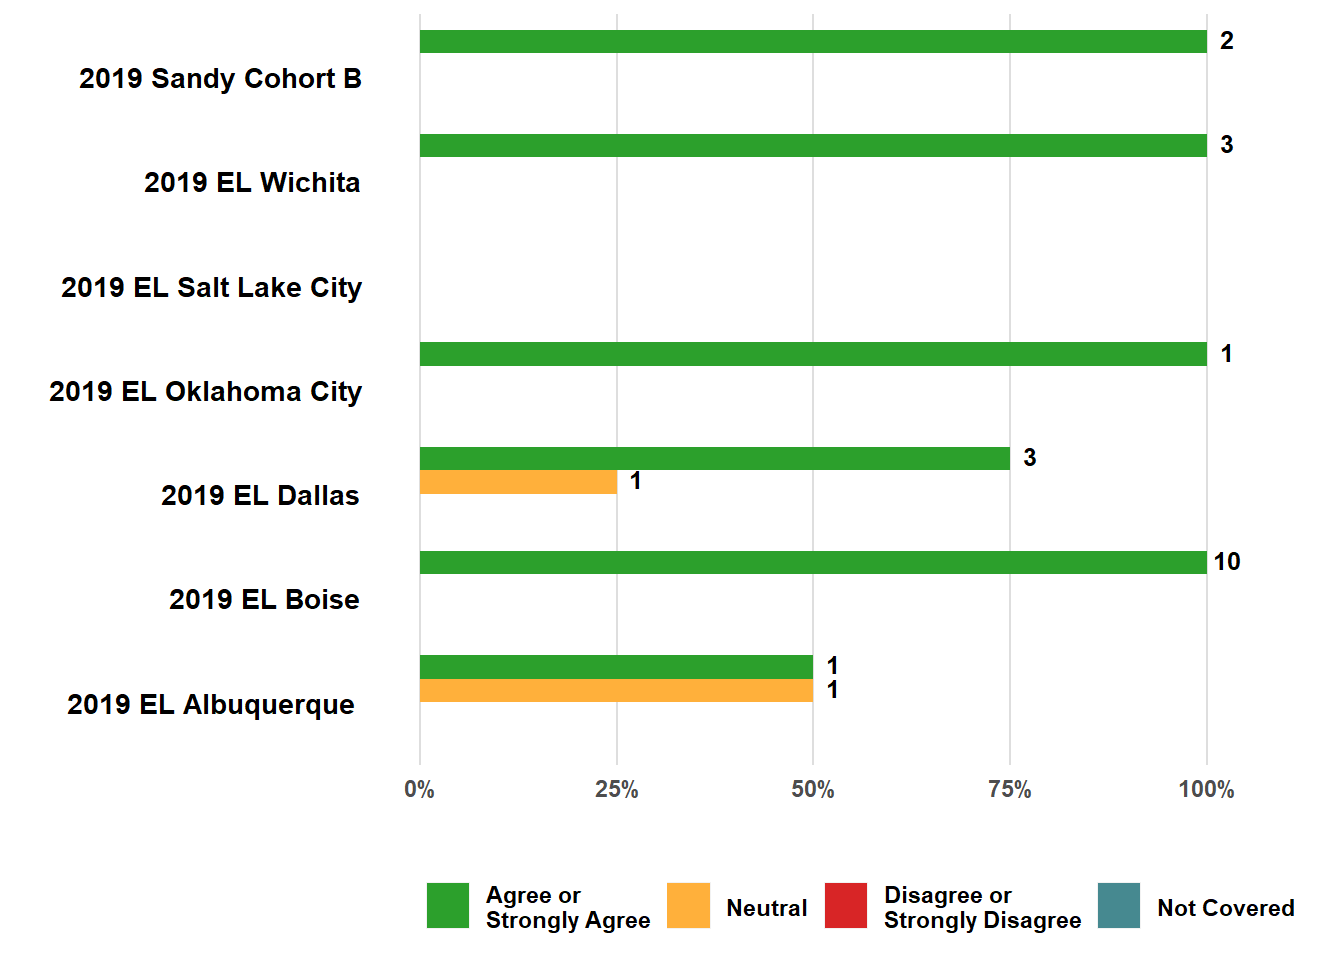 2
2019 Sandy Cohort B
3
2019 EL Wichita
2019 EL Salt Lake City
1
2019 EL Oklahoma City
3
1
2019 EL Dallas
10
2019 EL Boise
1
1
2019 EL Albuquerque
0% 25% 50% 75% 100%
Agree or
Strongly Agree
Neutral
Disagree or
Strongly Disagree
Not Covered